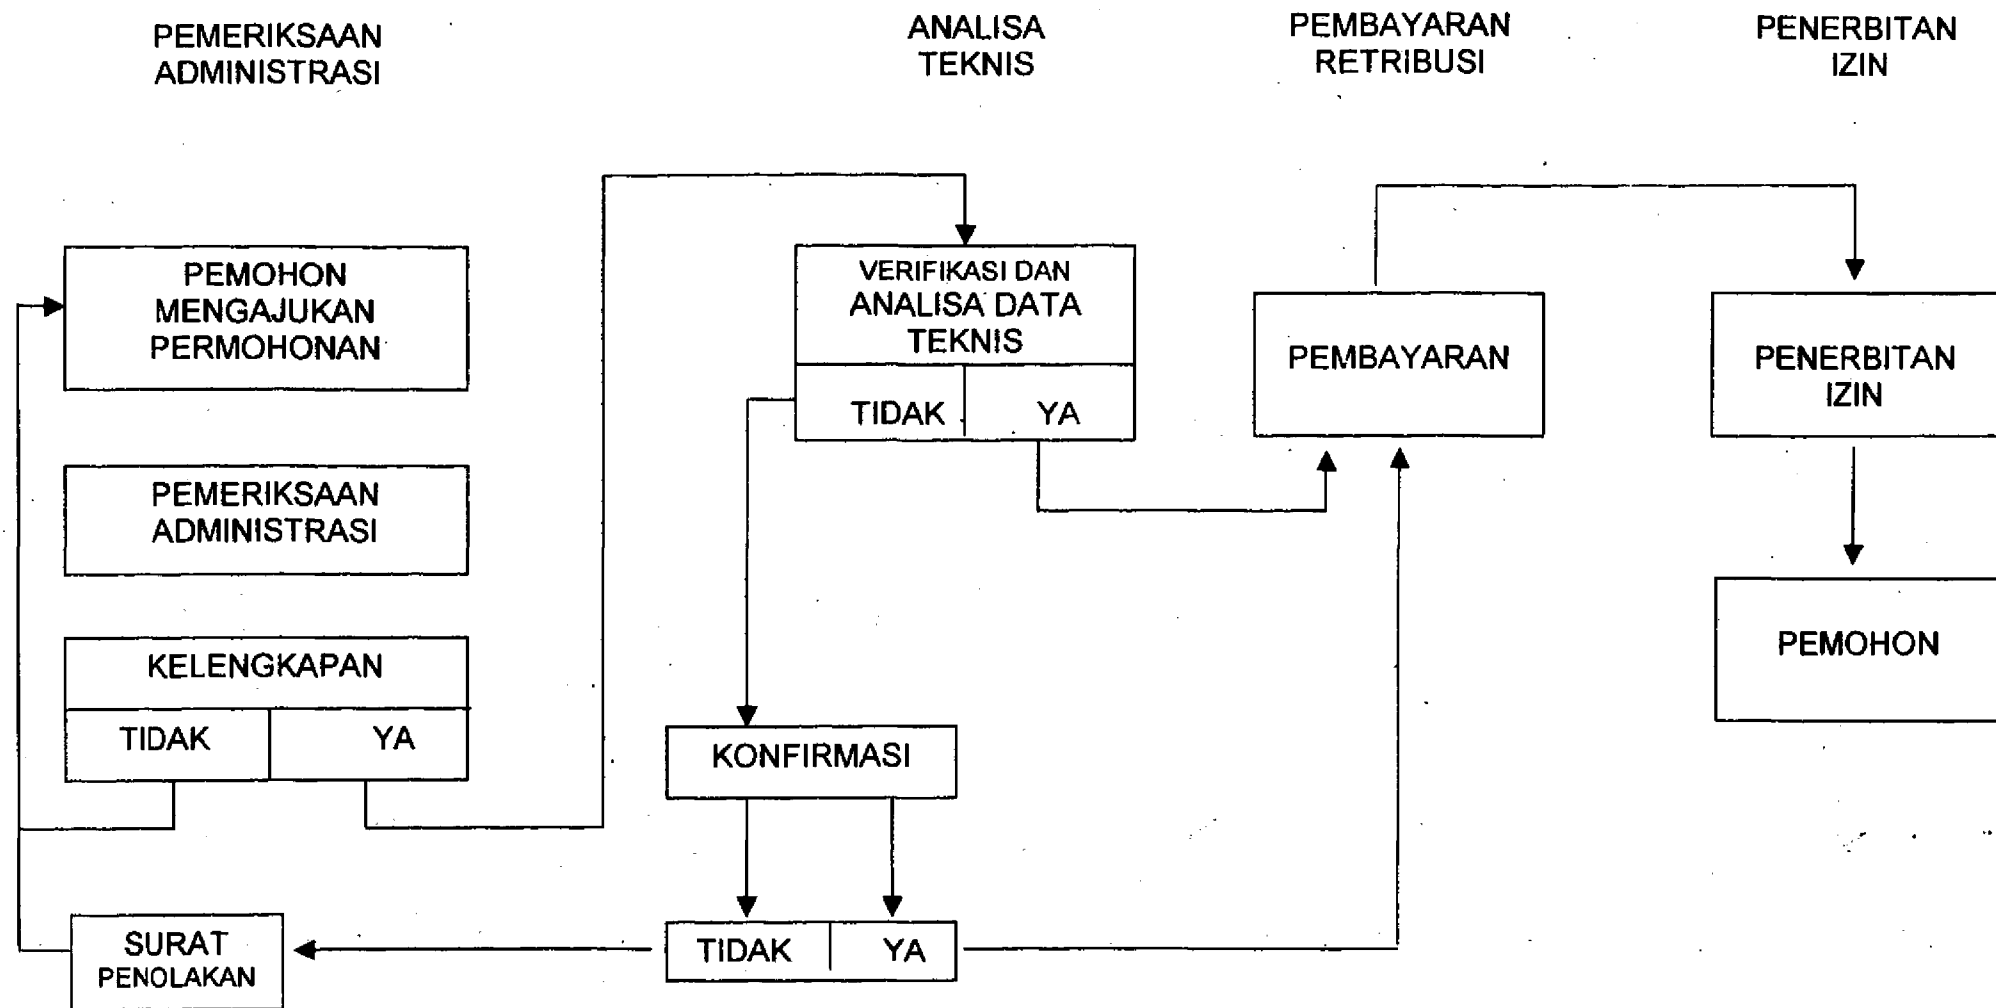 PEMERIKSAAN
ADMINISTRASI
ANALISA
TEKNIS
PEMBAYARAN
RETRIBUSI
PENERBITAN
IZIN
PEMOHON
MENGAJUKAN
PERMOHONAN
PEMERIKSAAN
ADMINISTRASI
KELENGKAPAN
TIDAK YA
SURAT
PENOLAKAN
VERIFIKASI DAN
ANALISA DATA
TEKNIS
TIDAK YA
KONFIRMASI
TIDAK YA
PEMBAYARAN
PENERBITAN
IZIN
PEMOHON